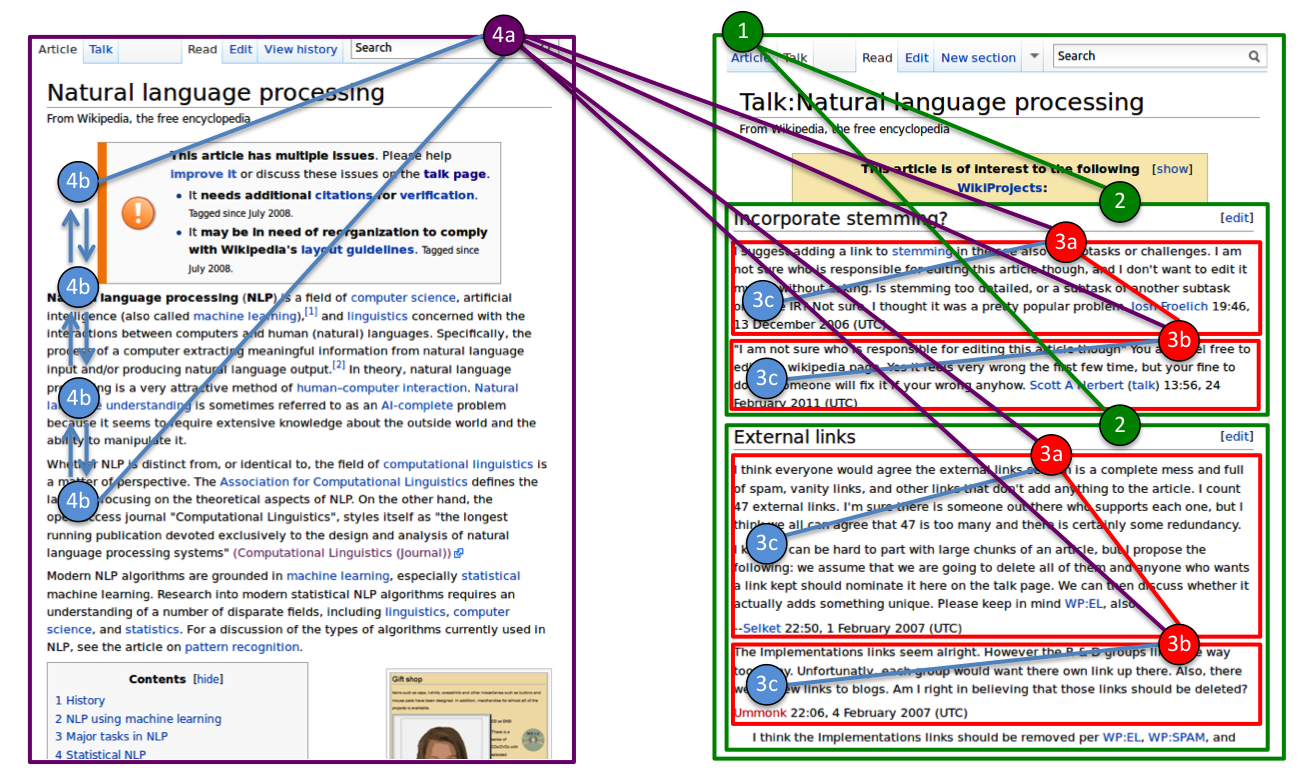 4a
Article Talk Read Edit View history Search
Natural language processing
From Wikipedia, the free encyclopedia
This article has multiple issues. Please help
improve it or discuss these issues on the talk page.
• It needs additional citations for verification.
Tagged since July 2008.
• It may be in need of reorganization to comply
with Wikipedia's layout guidelines. Tagged since
July 2008.
4b
4b
4b
4b
Natural language processing (NLP) is a field of computer science, artificial
intelligence (also called machine learning),[1] and linguistics concerned with the
interactions between computers and human (natural) languages. Specifically, the
process of a computer extracting meaningful information from natural language
input and/or producing natural language output.[2] In theory, natural language
processing is a very attractive method of human–computer interaction. Natural
language understanding is sometimes referred to as an AI-complete problem
because it seems to require extensive knowledge about the outside world and the
ability to manipulate it.
Whether NLP is distinct from, or identical to, the field of computational linguistics is
a matter of perspective. The Association for Computational Linguistics defines the
focusing on the theoretical aspects of NLP. On the other hand, the
open-access journal "Computational Linguistics", styles itself as "the longest
running publication devoted exclusively to the design and analysis of natural
language processing systems" (Computational Linguistics (Journal))
Modern NLP algorithms are grounded in machine learning, especially statistical
machine learning. Research into modern statistical NLP algorithms requires an
understanding of a number of disparate fields, including linguistics, computer
science, and statistics. For a discussion of the types of algorithms currently used in
NLP, see the article on pattern recognition.
Contents [hide]
1 History
2 NLP using machine learning
3 Major tasks in NLP
4 Statistical NLP
Gift shop
CD or DVD
There is a
1
Article Talk Read Edit New section Search
Talk:Natural language processing
From Wikipedia, the free encyclopedia
This article is of interest to the following [show]
WikiProjects:
2
Incorporate stemming? [edit]
3a
I suggest adding a link to stemming in the see also subtasks or challenges. I am
not sure who is responsible for editing this article though, and I don't want to edit it
without asking. Is stemming too detailed, or a subtask of another subtask
IR? Not sure, I thought it was a pretty popular problem. Josh Froelich 19:46,
13 December 2006 (UTC)
3c
3b
"I am not sure who is responsible for editing this article though" You feel free to
wikipedia page. Yes it feels very wrong the first few time, but your fine to
someone will fix it if your wrong anyhow. Scott A Herbert (talk) 13:56, 24
February 2011 (UTC)
3c
2
External links [edit]
3a
I think everyone would agree the external links section is a complete mess and full
of spam, vanity links, and other links that don't add anything to the article. I count
47 external links. I'm sure there is someone out there who supports each one, but I
think we all can agree that 47 is too many and there is certainly some redundancy.
3c
I can be hard to part with large chunks of an article, but I propose the
following: we assume that we are going to delete all of them and anyone who wants
a link kept should nominate it here on the talk page. We can then discuss whether it
actually adds something unique. Please keep in mind WP:EL, also
--Selket 22:50, 1 February 2007 (UTC)
3b
The Implementations links seem alright. However the R & D groups way
Unfortunatly, each group would want there own link up there. Also, there
few links to blogs. Am I right in believing that those links should be deleted?
3c
Ummonk 22:06, 4 February 2007 (UTC)
I think the Implementations links should be removed per WP:EL, WP:SPAM, and